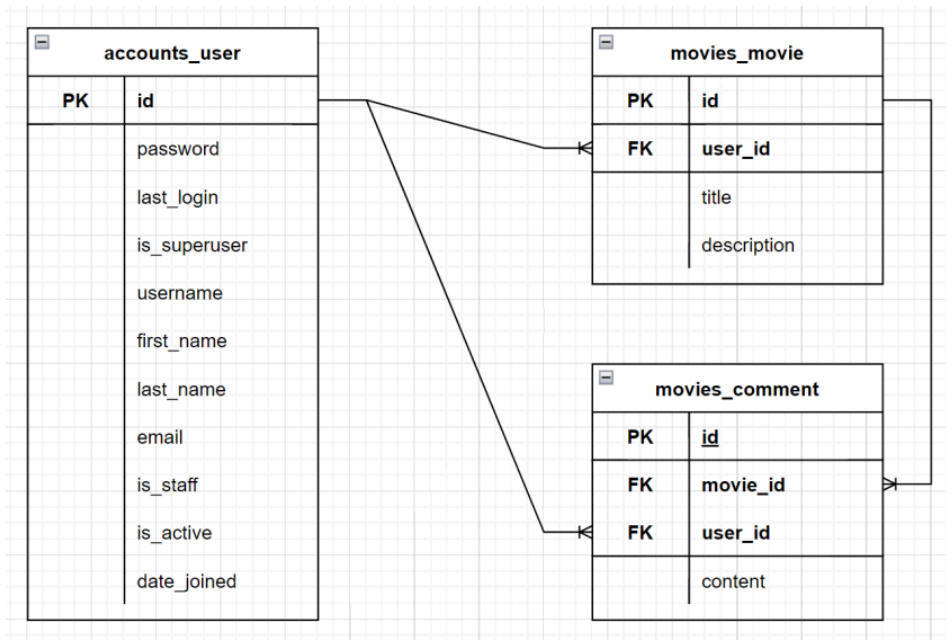 accounts_user
PK id
password
last_login
is_superuser
username
first_name
last_name
email
is_staff
is_active
date_joined
movies_movie
PK id
FK user_id
title
description
movies_comment
PK id
FK movie_id
FK user_id
content